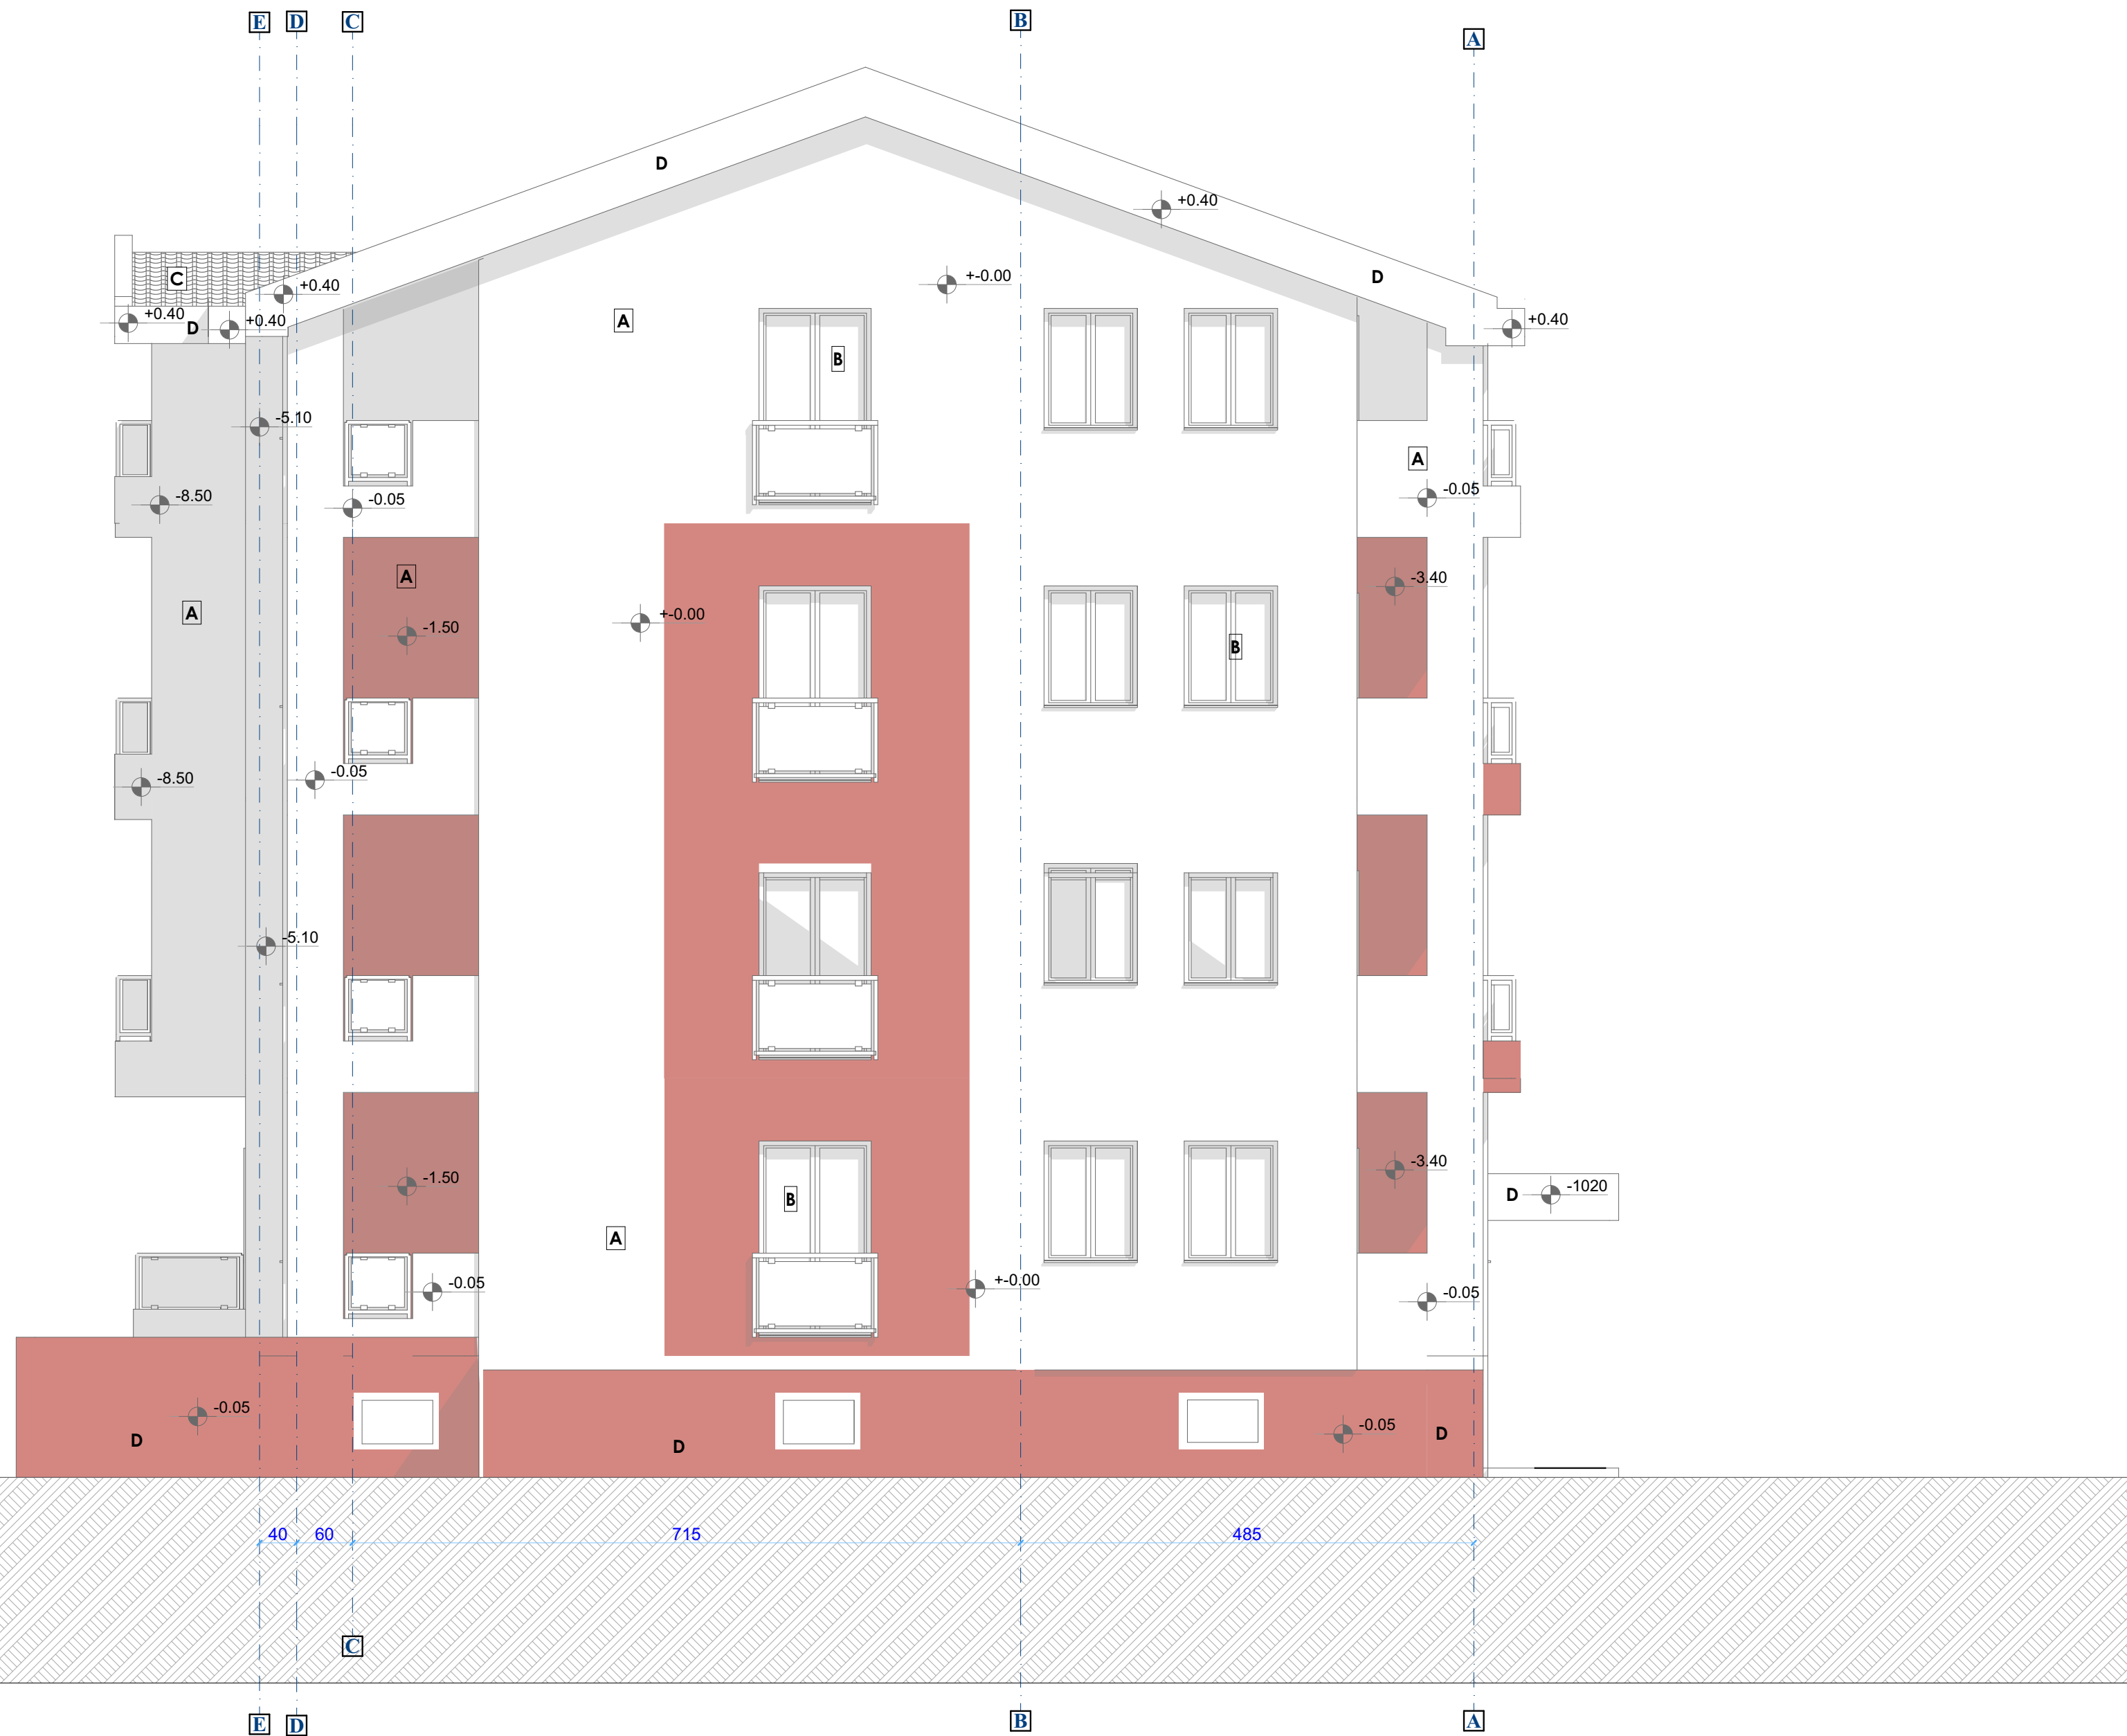 E D C B A
D
+0.40
D
C
+-0.00
+0.40
+0.40 D +0.40
A
+0.40
B
-5.10
A
-8.50
-0.05
-0.05
A
-3.40
A
+-0.00
-1.50
B
-0.05
-8.50
-5.10
-1.50
-3.40
D -1020
B
A
-0.05
+-0.00
-0.05
-0.05
-0.05
D
D
D
40 60 715 485
C
E D B A